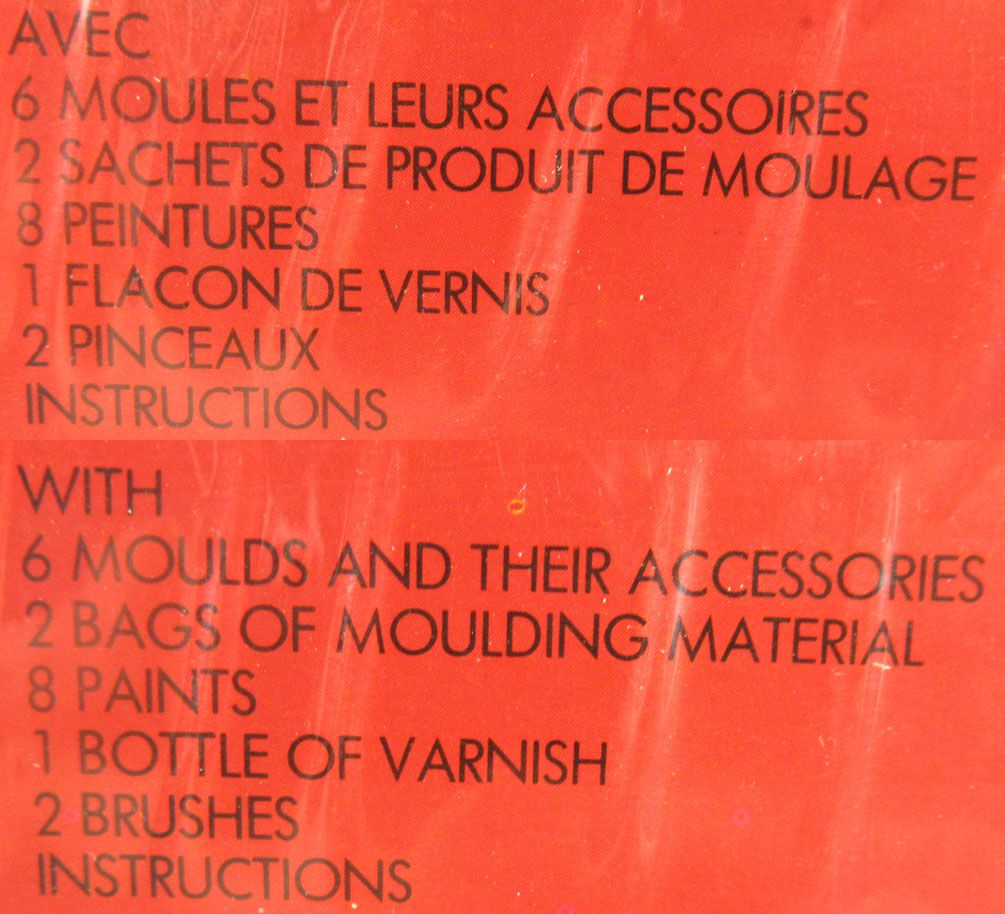 AVEC
6 MOULES ET LEURS ACCESSOIRES
2 SACHETS DE PRODUIT DE MOULAGE
8 PEINTURES
1 FLACON DE VERNIS
2 PINCEAUX
INSTRUCTIONS
WITH
6 MOULDS AND THEIR ACCESSORIES
2 BAGS OF MOULDING MATERIAL
8 PAINTS
1 BOTTLE OF VARNISH
2 BRUSHES
INSTRUCTIONS